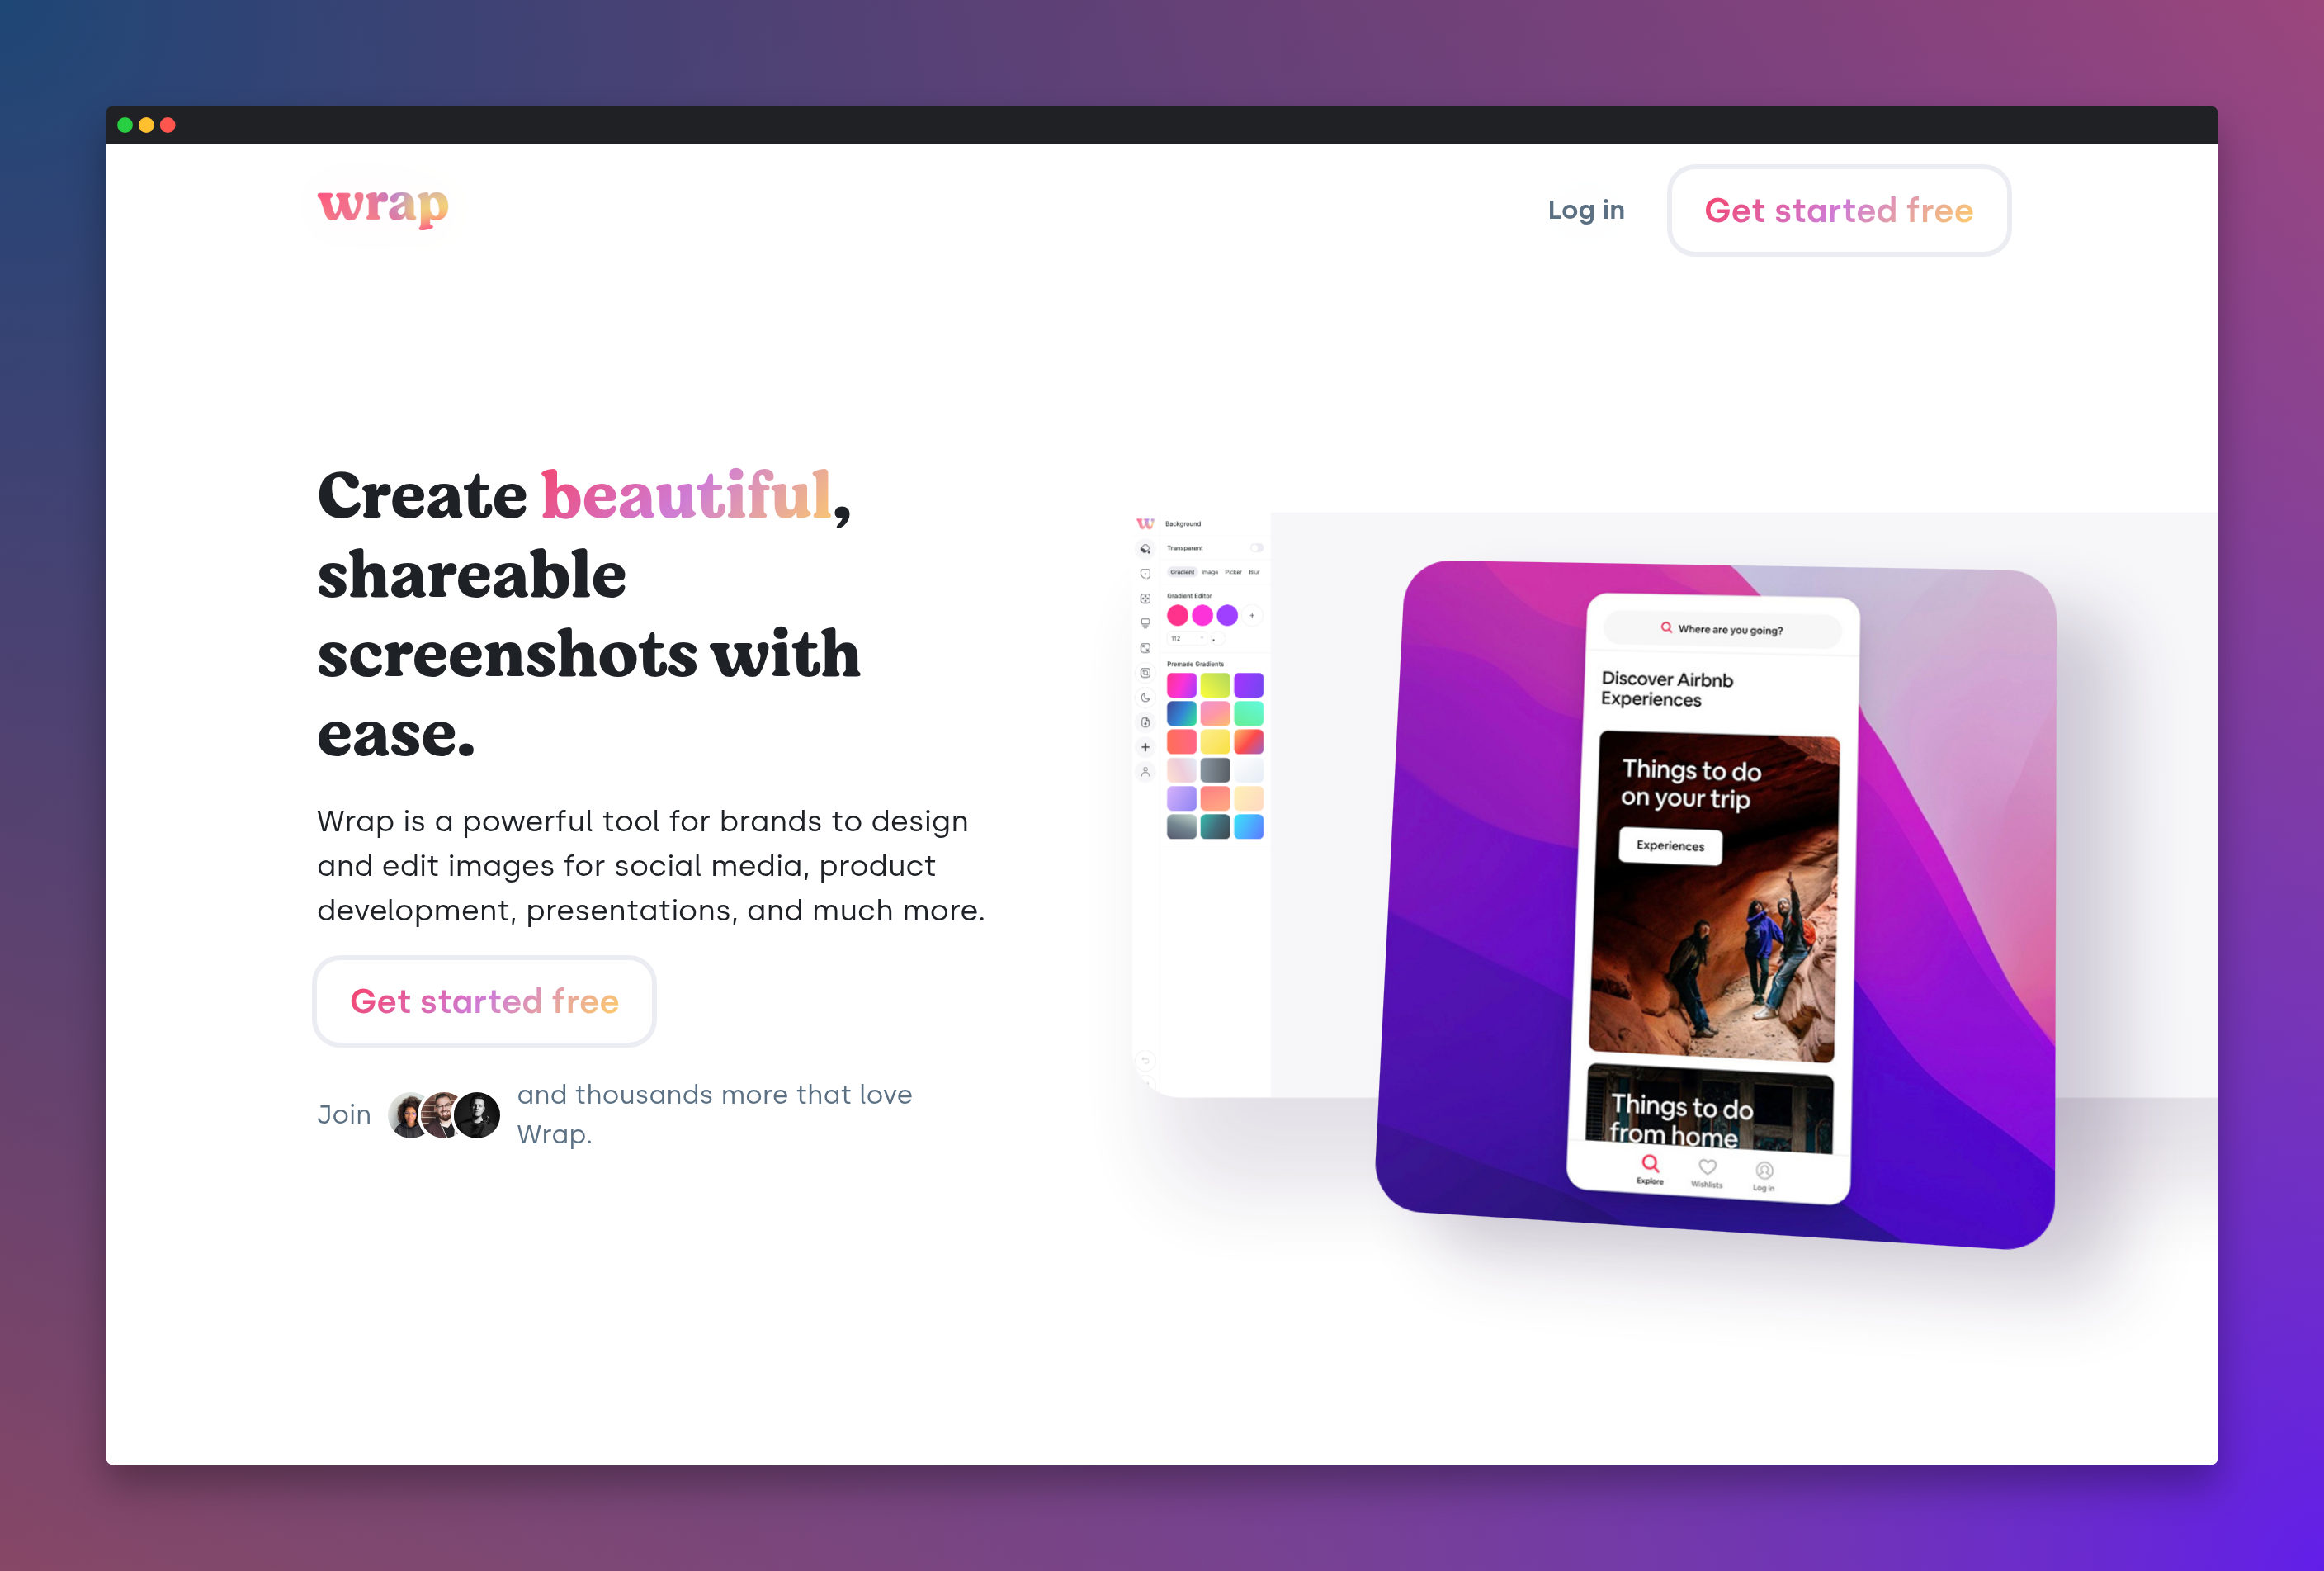 wrap
Log in
Get started free
Create beautiful,
shareable
screenshots with
ease.
Wrap is a powerful tool for brands to design
and edit images for social media, product
development, presentations, and much more.
Get started free
Join
and thousands more that love
Wrap.
w
Background
Transparent
Gradient Image Picker Blur
Gradient Editor
+
112 °
Premade Gradients
Where are you going?
Discover Airbnb
Experiences
Things to do
on your trip
Experiences
Things to do
from home
Explore
Wishlists
Log in